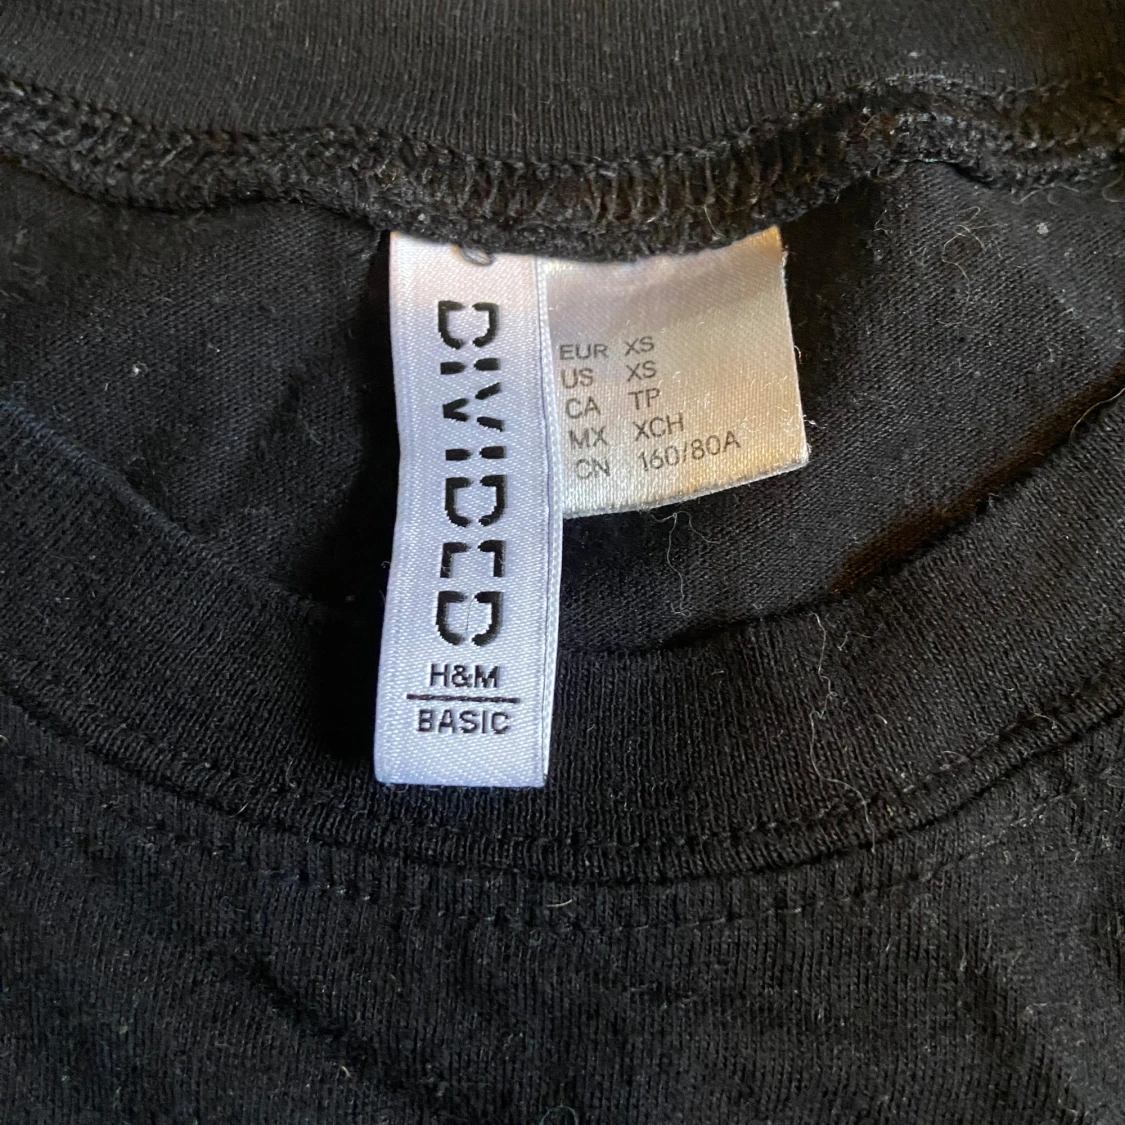 DIVIDED
H&M
BASIC
EUR XS
US XS
CA TP
MX XCH
CN 160/80A